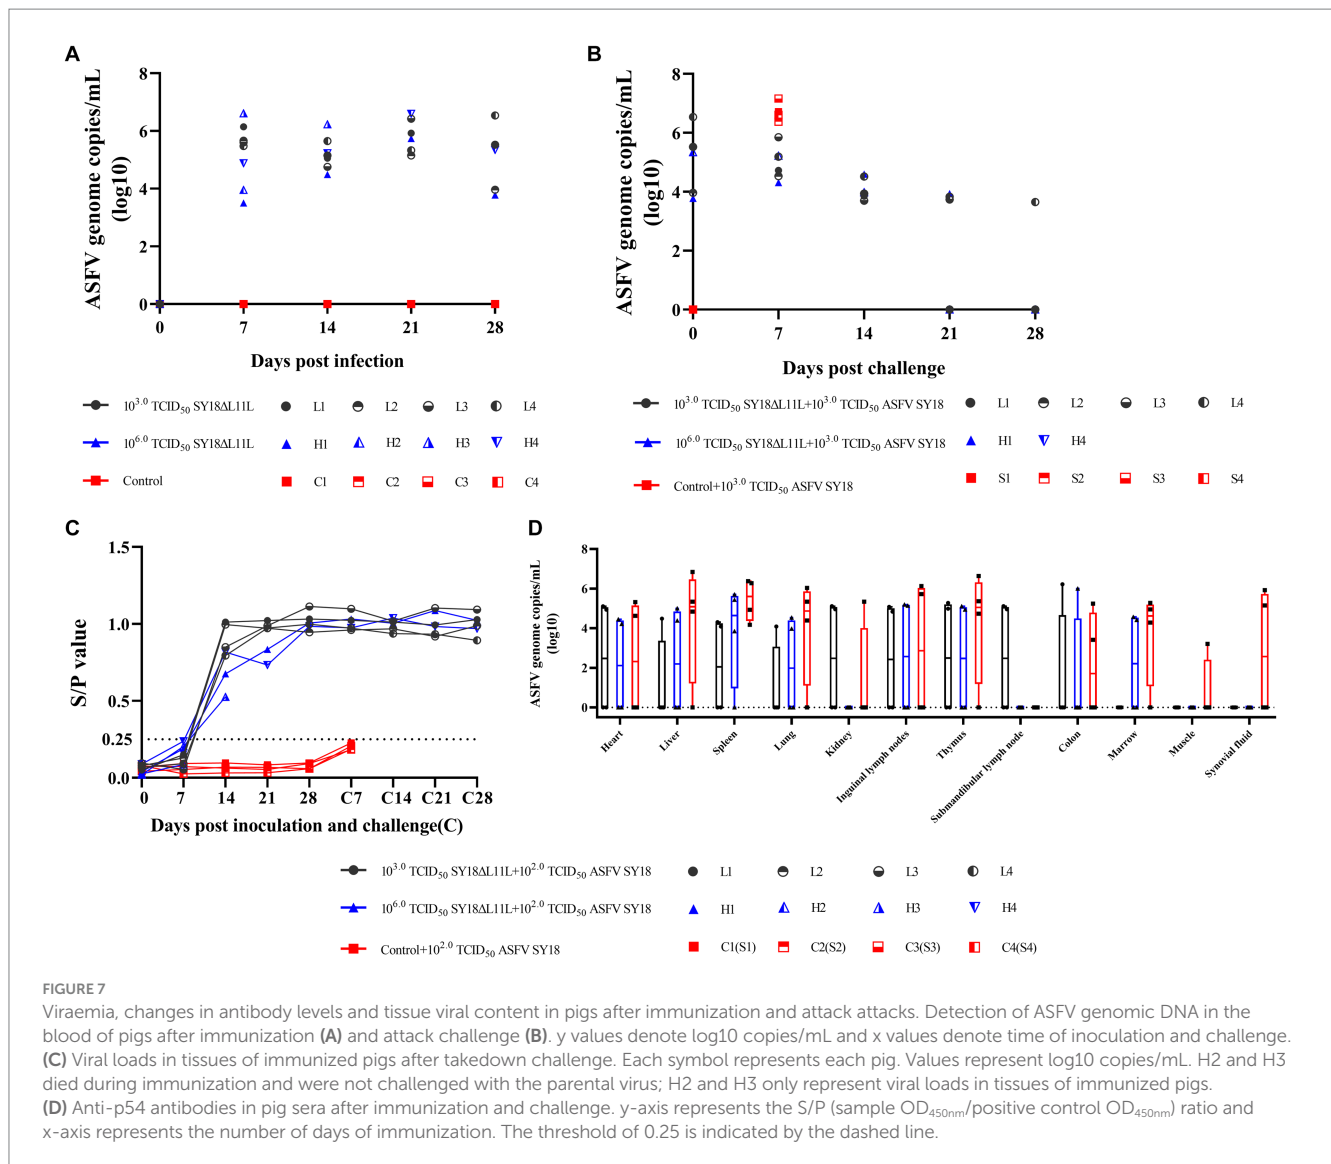 A
ASFV genome copies/mL
(log10)
8
6
4
2
0
0 7 14 21 28
Days post infection
10^3.0 TCID50 SY18ΔL11L L1 L2 L3 L4
10^6.0 TCID50 SY18ΔL11L H1 H2 H3 H4
Control C1 C2 C3 C4
B
ASFV genome copies/mL
(log10)
8
6
4
2
0
0 7 14 21 28
Days post challenge
10^3.0 TCID50 SY18ΔL11L+10^3.0 TCID50 ASFV SY18 L1 L2 L3 L4
10^6.0 TCID50 SY18ΔL11L+10^3.0 TCID50 ASFV SY18 H1 H4
Control+10^3.0 TCID50 ASFV SY18 S1 S2 S3 S4
C
S/P value
1.5
1.0
0.5
0.25
0.0
0 7 14 21 28 C7 C14 C21 C28
Days post inoculation and challenge(C)
D
ASFV genome copies/mL
(log10)
8
6
4
2
0
Heart
Liver
Spleen
Lung
Kidney
Inguinal lymph nodes
Thymus
Submandibular lymph node
Colon
Marrow
Muscle
Synovial fluid
10^3.0 TCID50 SY18ΔL11L+10^2.0 TCID50 ASFV SY18 L1 L2 L3 L4
10^6.0 TCID50 SY18ΔL11L+10^2.0 TCID50 ASFV SY18 H1 H2 H3 H4
Control+10^2.0 TCID50 ASFV SY18 C1(S1) C2(S2) C3(S3) C4(S4)
FIGURE 7
Viraemia, changes in antibody levels and tissue viral content in pigs after immunization and attack attacks. Detection of ASFV genomic DNA in the
blood of pigs after immunization (A) and attack challenge (B). y values denote log10 copies/mL and x values denote time of inoculation and challenge.
(C) Viral loads in tissues of immunized pigs after takedown challenge. Each symbol represents each pig. Values represent log10 copies/mL. H2 and H3
died during immunization and were not challenged with the parental virus; H2 and H3 only represent viral loads in tissues of immunized pigs.
(D) Anti-p54 antibodies in pig sera after immunization and challenge. y-axis represents the S/P (sample OD450nm/positive control OD450nm) ratio and
x-axis represents the number of days of immunization. The threshold of 0.25 is indicated by the dashed line.